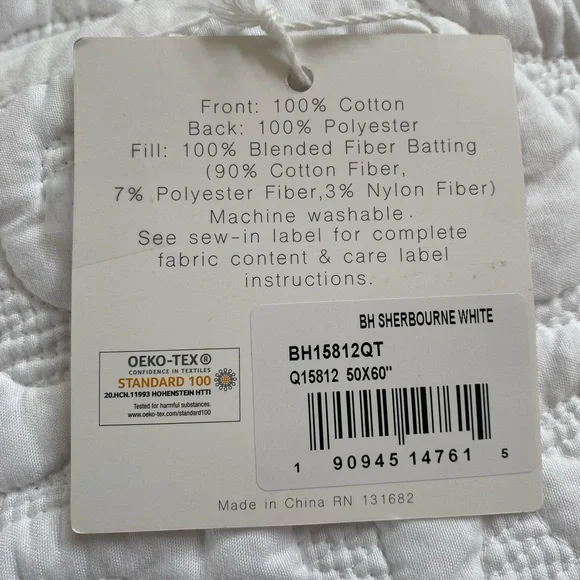 Front: 100% Cotton
Back: 100% Polyester
Fill: 100% Blended Fiber Batting
(90% Cotton Fiber,
7% Polyester Fiber,3% Nylon Fiber)
Machine washable.
See sew-in label for complete
fabric content & care label
instructions.
BH SHERBOURNE WHITE
BH15812QT
Q15812 50X60"
1 90945 14761 5
OEKO-TEX®
CONFIDENCE IN TEXTILES
STANDARD 100
20.HCN.11993 HOHENSTEIN HTTI
Tested for harmful substances.
www.oeko-tex.com/standard100
Made in China RN 131682